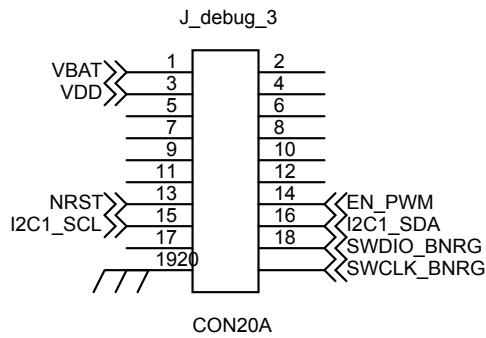 J_debug_3
VBAT 1 2
VDD 3 4
5 6
7 8
9 10
11 12
NRST 13 14 EN_PWM
I2C1_SCL 15 16 I2C1_SDA
17 18 SWDIO_BNRG
1920 SWCLK_BNRG
CON20A